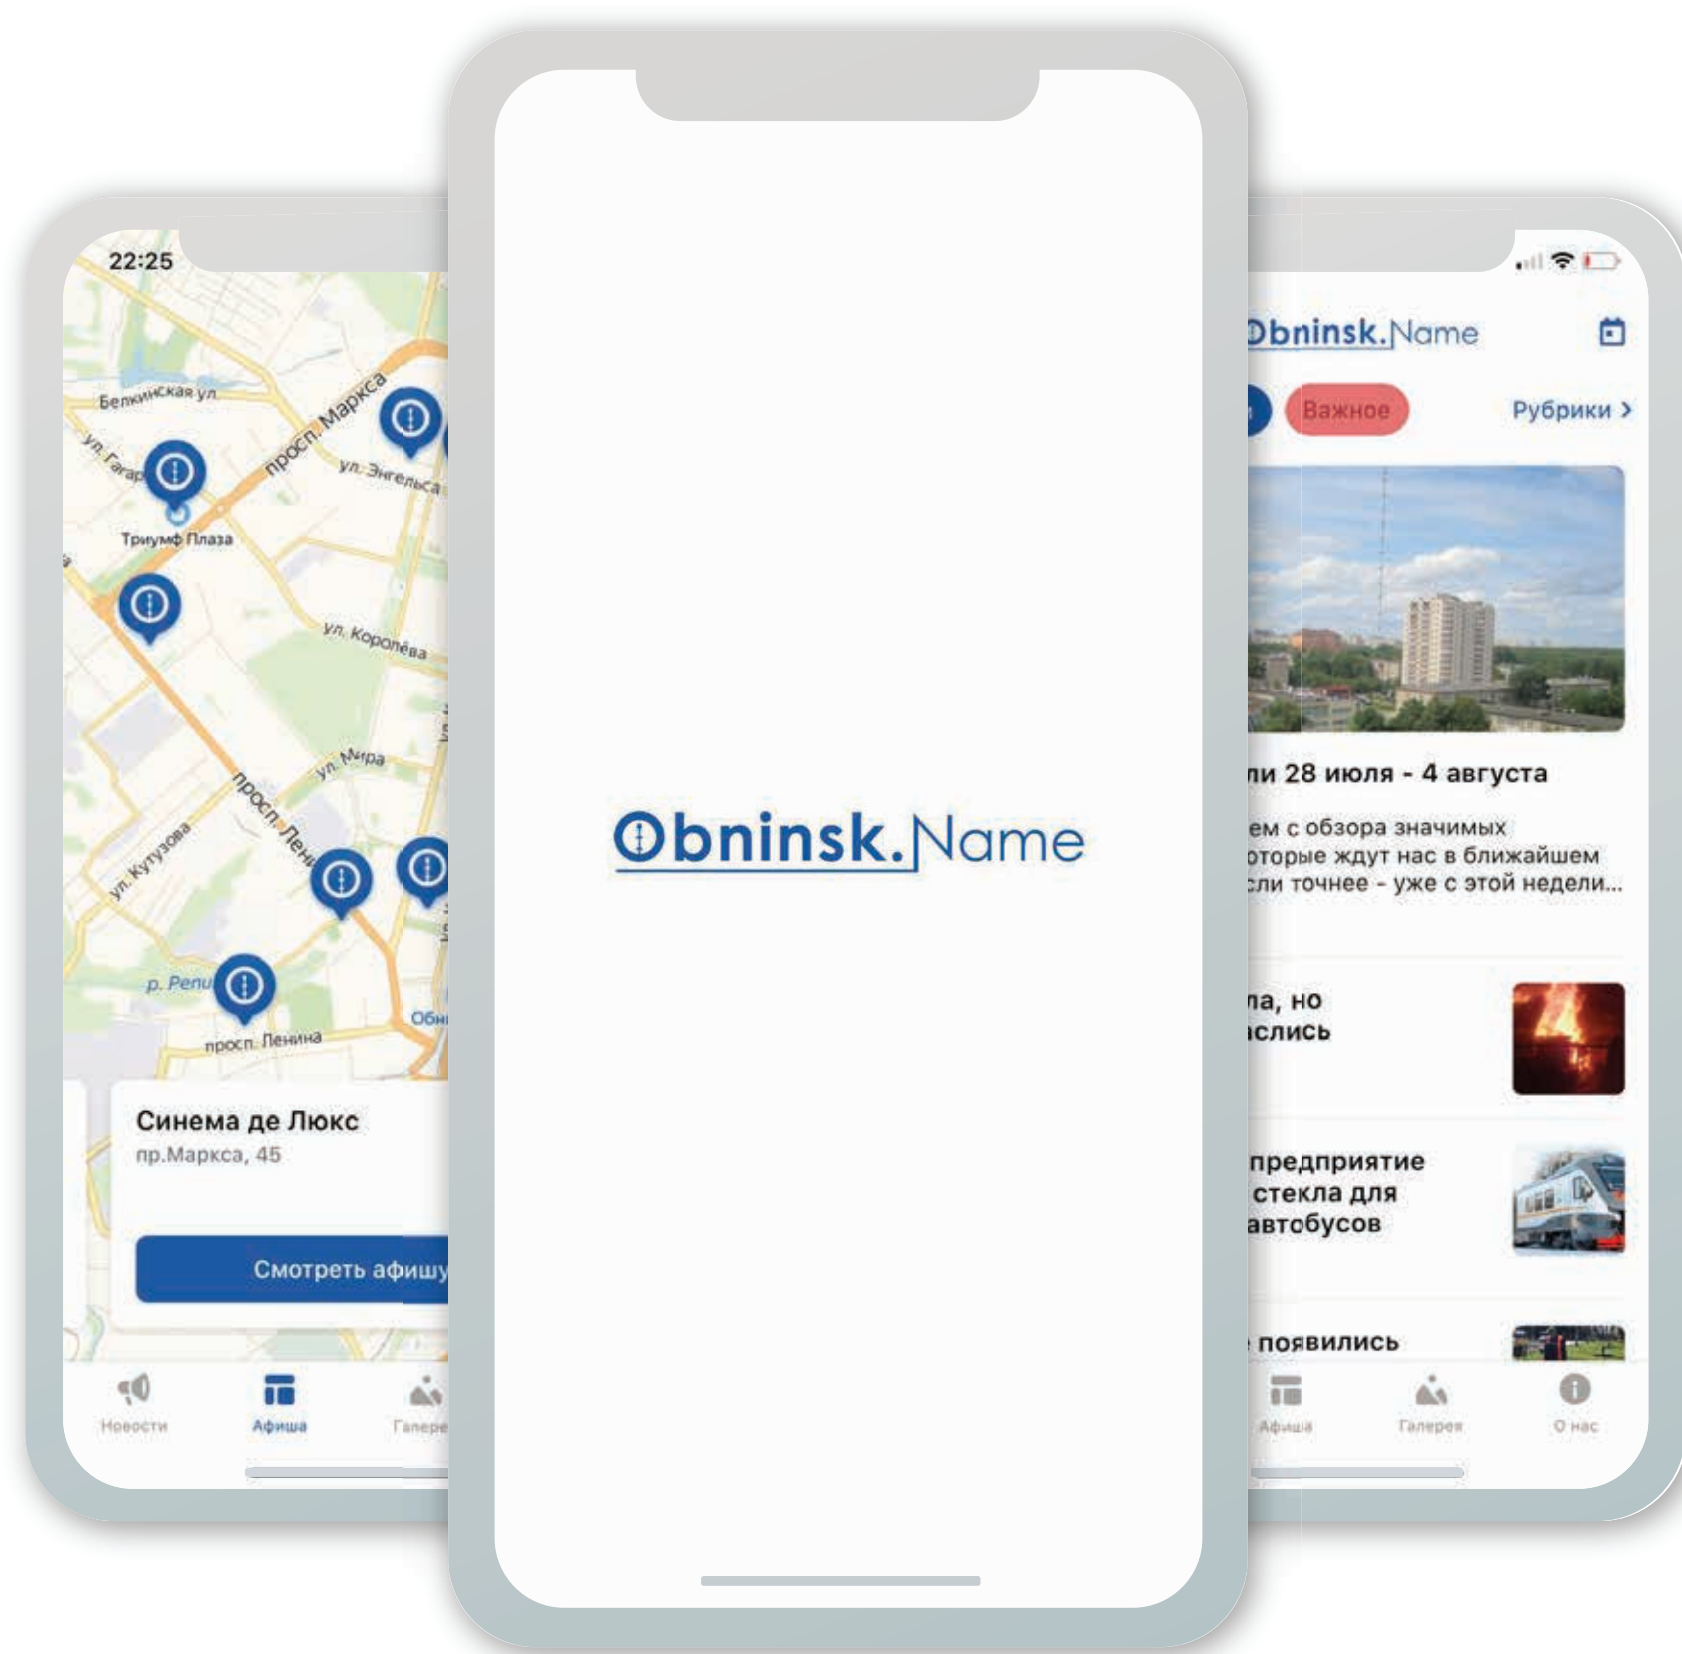 22:25
Белкинская ул.
просп. Маркса
ул. Гагар
ул. Энгельса
Триумф Плаза
ул. Королёва
ул. Мира
просп. Лени
ул. Кутузова
р. Репи
Обн
просп. Ленина
Синема де Люкс
пр.Маркса, 45
Смотреть афишу
Новости
Афиша
Галере
Obninsk.Name
Obninsk.Name
и
Важное
Рубрики >
ли 28 июля - 4 августа
ем с обзора значимых
оторые ждут нас в ближайшем
сли точнее - уже с этой недели...
ла, но
аслись
предприятие
стекла для
автобусов
появились
Афиша
Галерея
О нас